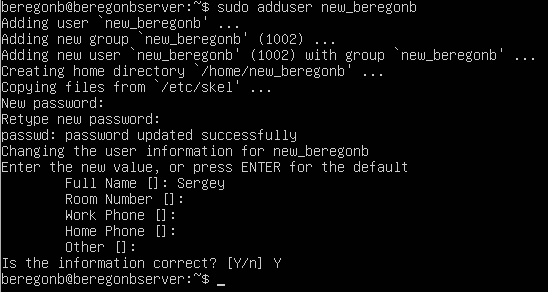 beregonb@beregonbserver:~$ sudo adduser new_beregonb
Adding user `new_beregonb' ...
Adding new group `new_beregonb' (1002) ...
Adding new user `new_beregonb' (1002) with group `new_beregonb' ...
Creating home directory `/home/new_beregonb' ...
Copying files from `/etc/skel' ...
New password:
Retype new password:
passwd: password updated successfully
Changing the user information for new_beregonb
Enter the new value, or press ENTER for the default
        Full Name []: Sergey
        Room Number []:
        Work Phone []:
        Home Phone []:
        Other []:
Is the information correct? [Y/n] Y
beregonb@beregonbserver:~$ _